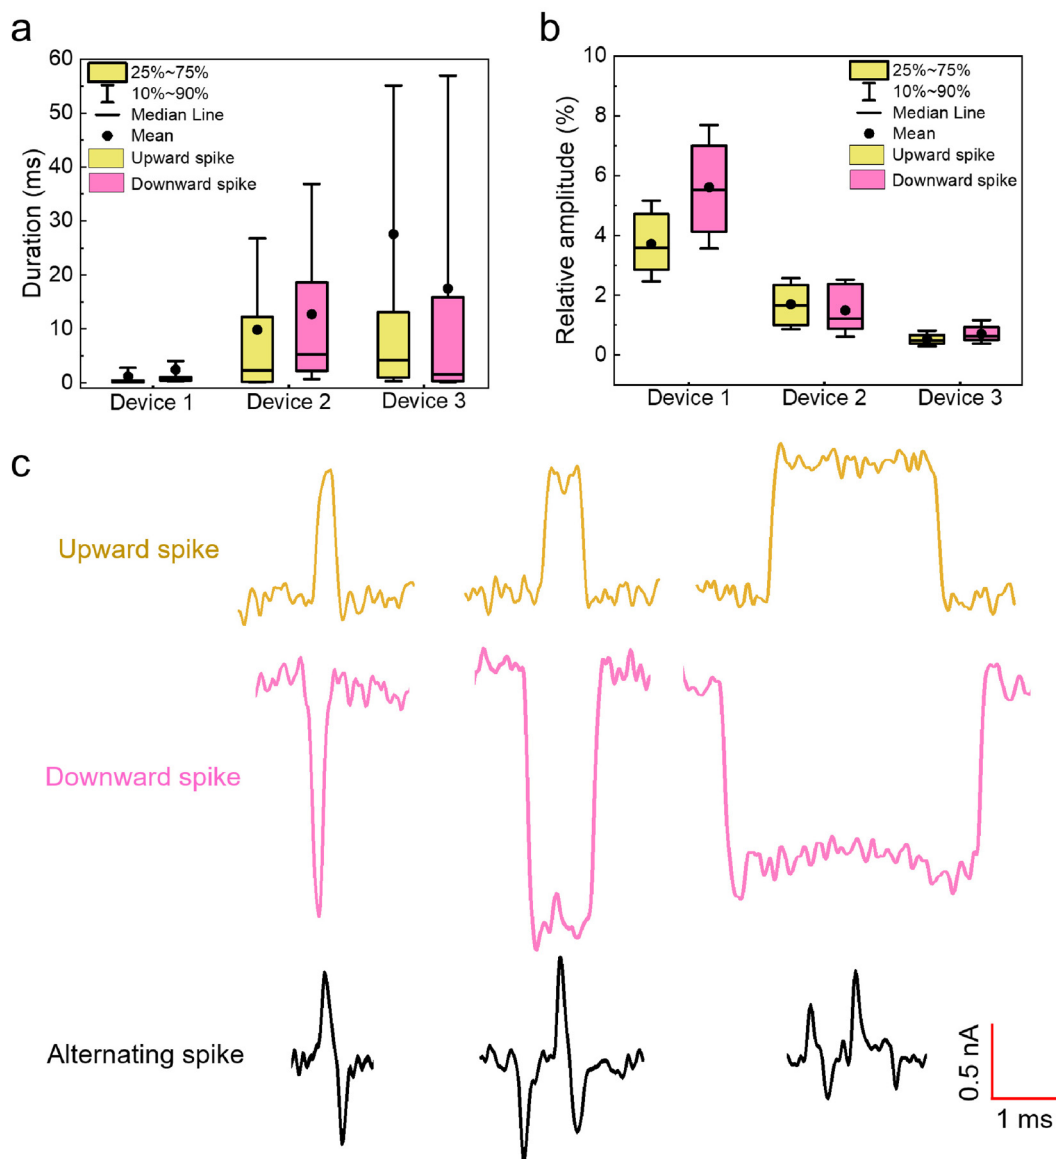 a
60
50
40
30
20
10
0
Duration (ms)
25%~75%
10%~90%
Median Line
Mean
Upward spike
Downward spike
Device 1 Device 2 Device 3
b
10
8
6
4
2
0
Relative amplitude (%)
25%~75%
10%~90%
Median Line
Mean
Upward spike
Downward spike
Device 1 Device 2 Device 3
c
Upward spike
Downward spike
Alternating spike
0.5 nA
1 ms